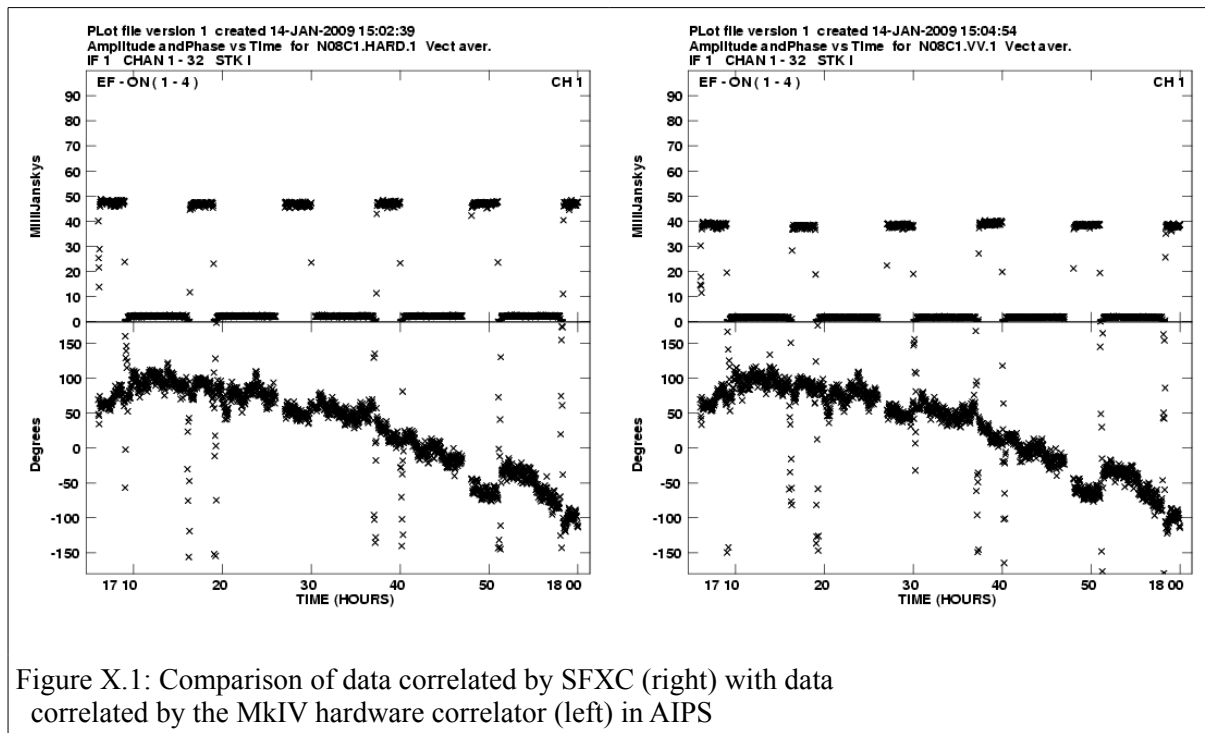 PLot file version 1 created 14-JAN-2009 15:02:39
Amplitude andPhase vs Time for N08C1.HARD.1 Vect aver.
IF 1 CHAN 1 - 32 STK I
EF - ON ( 1 - 4 ) CH 1
90
80
70
60
50
40
30
20
10
0
MilliJanskys
150
100
50
0
-50
-100
-150
Degrees
17 10 20 30 40 50 18 00
TIME (HOURS)
PLot file version 1 created 14-JAN-2009 15:04:54
Amplitude andPhase vs Time for N08C1.VV.1 Vect aver.
IF 1 CHAN 1 - 32 STK I
EF - ON ( 1 - 4 ) CH 1
90
80
70
60
50
40
30
20
10
0
MilliJanskys
150
100
50
0
-50
-100
-150
Degrees
17 10 20 30 40 50 18 00
TIME (HOURS)
Figure X.1: Comparison of data correlated by SFXC (right) with data
correlated by the MkIV hardware correlator (left) in AIPS